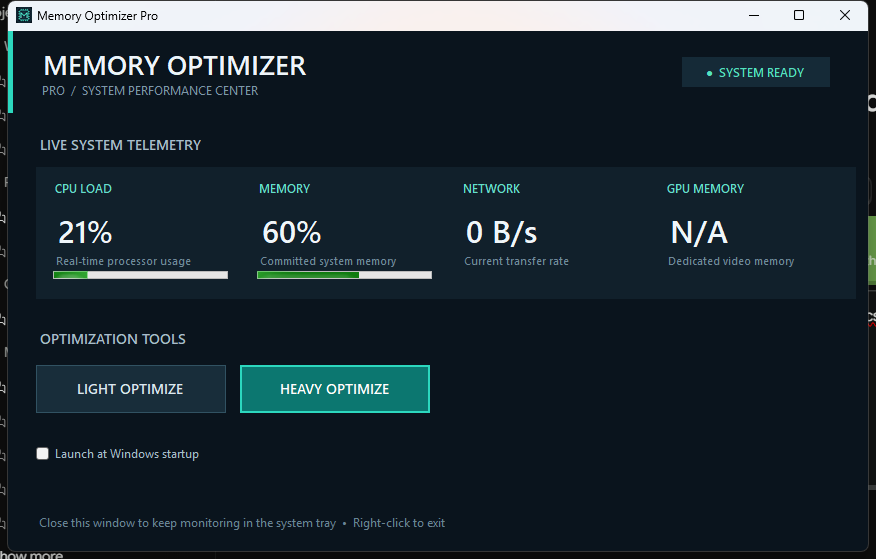 Memory Optimizer Pro
MEMORY OPTIMIZER
PRO / SYSTEM PERFORMANCE CENTER
● SYSTEM READY
LIVE SYSTEM TELEMETRY
CPU LOAD MEMORY NETWORK GPU MEMORY
21% 60% 0 B/s N/A
Real-time processor usage Committed system memory Current transfer rate Dedicated video memory
OPTIMIZATION TOOLS
LIGHT OPTIMIZE HEAVY OPTIMIZE
Launch at Windows startup
Close this window to keep monitoring in the system tray • Right-click to exit